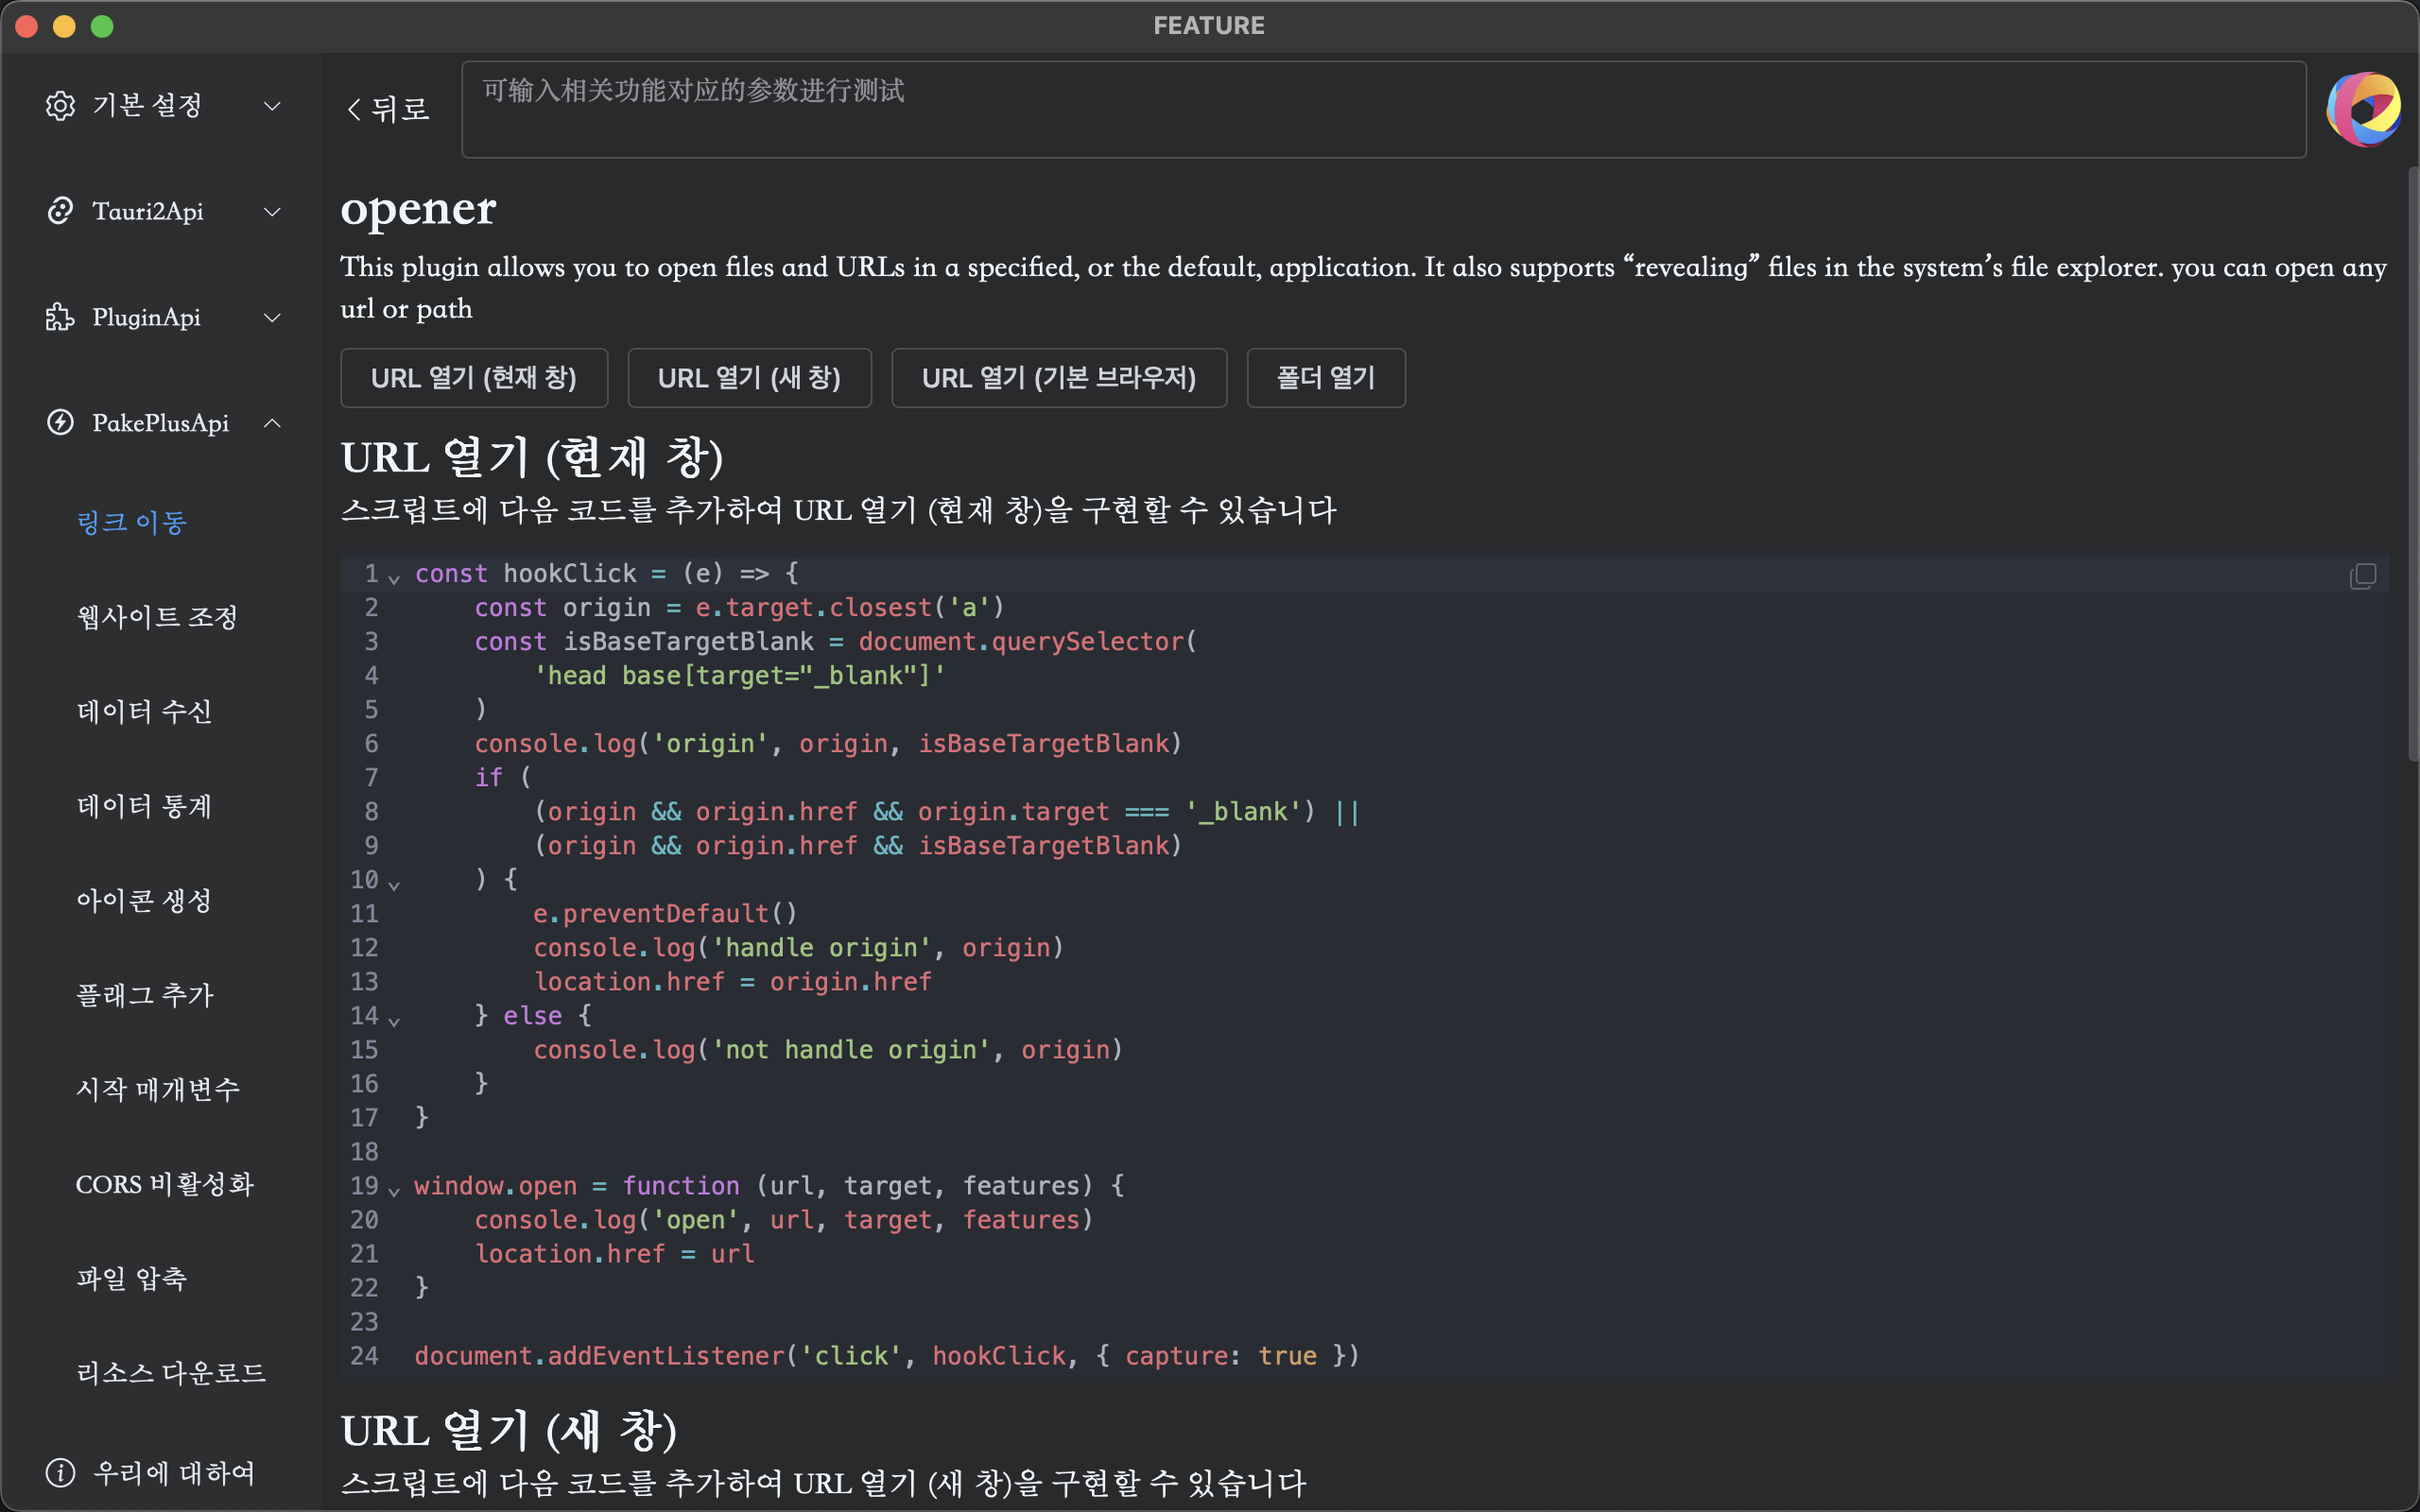 FEATURE
기본 설정
Tauri2Api
PluginApi
PakePlusApi
링크 이동
웹사이트 조정
데이터 수신
데이터 통계
아이콘 생성
플래그 추가
시작 매개변수
CORS 비활성화
파일 압축
리소스 다운로드
우리에 대하여
뒤로
可输入相关功能对应的参数进行测试
opener
This plugin allows you to open files and URLs in a specified, or the default, application. It also supports “revealing” files in the system’s file explorer. you can open any
url or path
URL 열기 (현재 창)
URL 열기 (새 창)
URL 열기 (기본 브라우저)
폴더 열기
URL 열기 (현재 창)
스크립트에 다음 코드를 추가하여 URL 열기 (현재 창)을 구현할 수 있습니다
1 const hookClick = (e) => {
2     const origin = e.target.closest('a')
3     const isBaseTargetBlank = document.querySelector(
4         'head base[target="_blank"]'
5     )
6     console.log('origin', origin, isBaseTargetBlank)
7     if (
8         (origin && origin.href && origin.target === '_blank') ||
9         (origin && origin.href && isBaseTargetBlank)
10     ) {
11         e.preventDefault()
12         console.log('handle origin', origin)
13         location.href = origin.href
14     } else {
15         console.log('not handle origin', origin)
16     }
17 }
18
19 window.open = function (url, target, features) {
20     console.log('open', url, target, features)
21     location.href = url
22 }
23
24 document.addEventListener('click', hookClick, { capture: true })
URL 열기 (새 창)
스크립트에 다음 코드를 추가하여 URL 열기 (새 창)을 구현할 수 있습니다